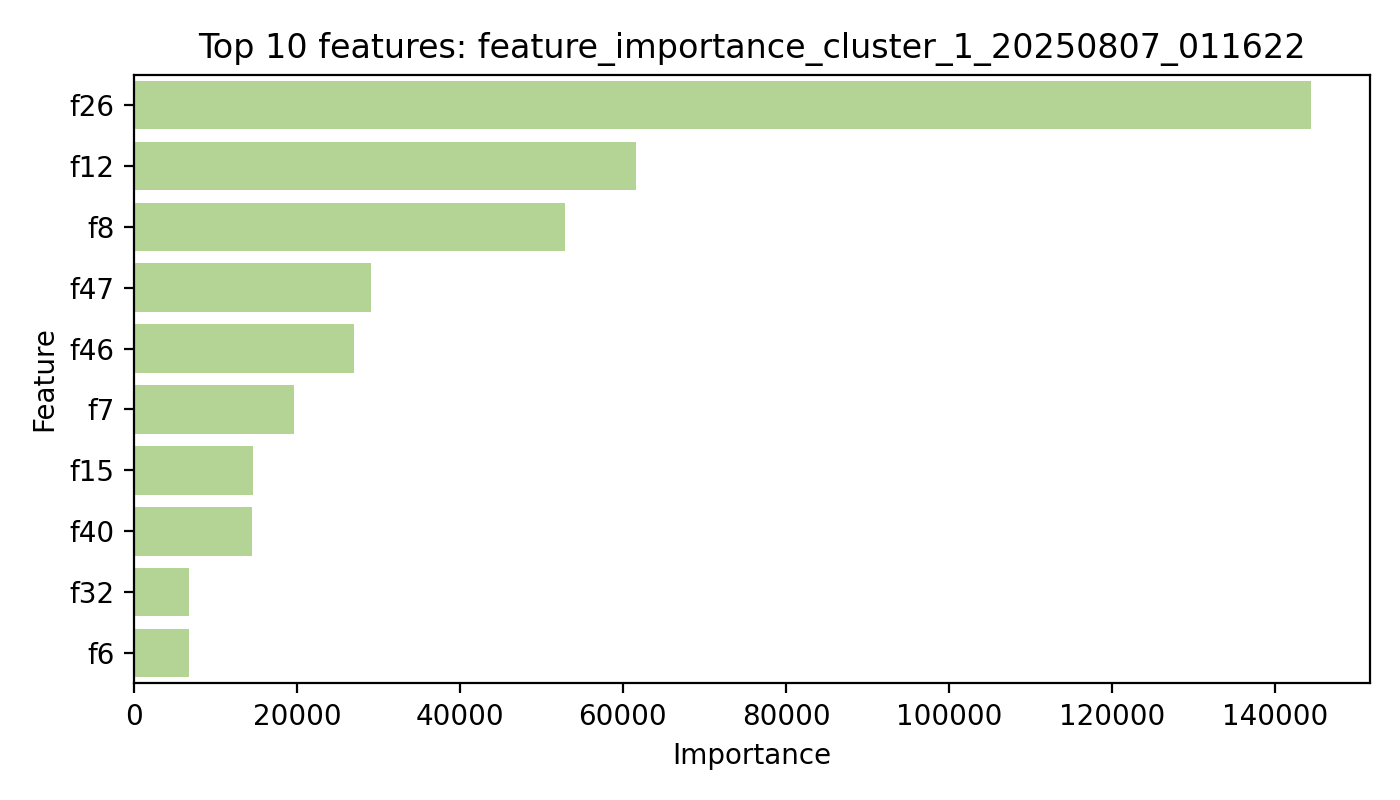 Top 10 features: feature_importance_cluster_1_20250807_011622
f26
f12
f8
f47
f46
f7
f15
f40
f32
f6
Feature
0 20000 40000 60000 80000 100000 120000 140000
Importance